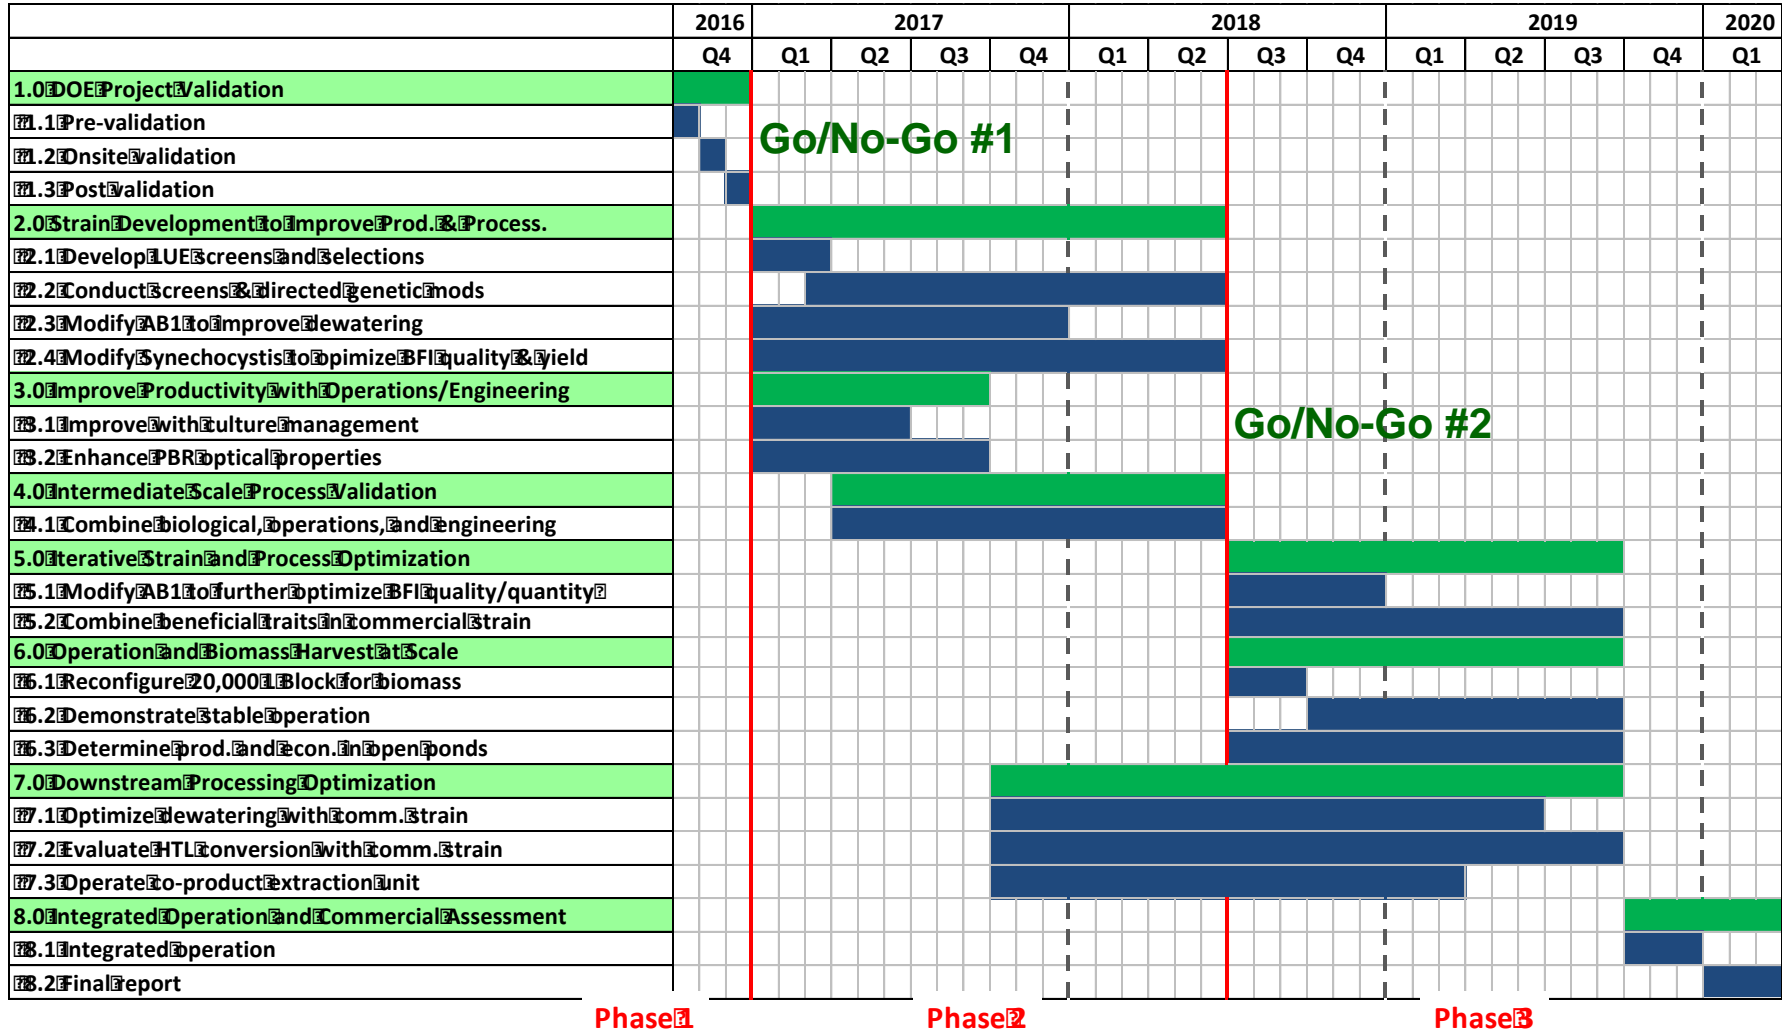 2016 2017 2018 2019 2020
Q4 Q1 Q2 Q3 Q4 Q1 Q2 Q3 Q4 Q1 Q2 Q3 Q4 Q1
1.0 DOE Project Validation
1.1 Pre-validation
Go/No-Go #1
1.2 Onsite validation
1.3 Post validation
2.0 Strain Development to Improve Prod. & Process.
2.1 Develop LUE screens and selections
2.2 Conduct screens & directed genetic mods
2.3 Modify AB1 to improve dewatering
2.4 Modify Synechocystis to opimize BFI quality & yield
3.0 Improve Productivity with Operations/Engineering
3.1 Improve with culture management
Go/No-Go #2
3.2 Enhance PBR optical properties
4.0 Intermediate Scale Process Validation
4.1 Combine biological, operations, and engineering
5.0 Iterative Strain and Process Optimization
5.1 Modify AB1 to further optimize BFI quality/quantity
5.2 Combine beneficial traits in commercial strain
6.0 Operation and Biomass Harvest at Scale
6.1 Reconfigure 20,000 L Block for biomass
6.2 Demonstrate stable operation
6.3 Determine prod. and econ. in open ponds
7.0 Downstream Processing Optimization
7.1 Optimize dewatering with comm. strain
7.2 Evaluate HTL conversion with comm. strain
7.3 Operate co-product extraction unit
8.0 Integrated Operation and Commercial Assessment
8.1 Integrated operation
8.2 Final report
Phase 1 Phase 2 Phase 3